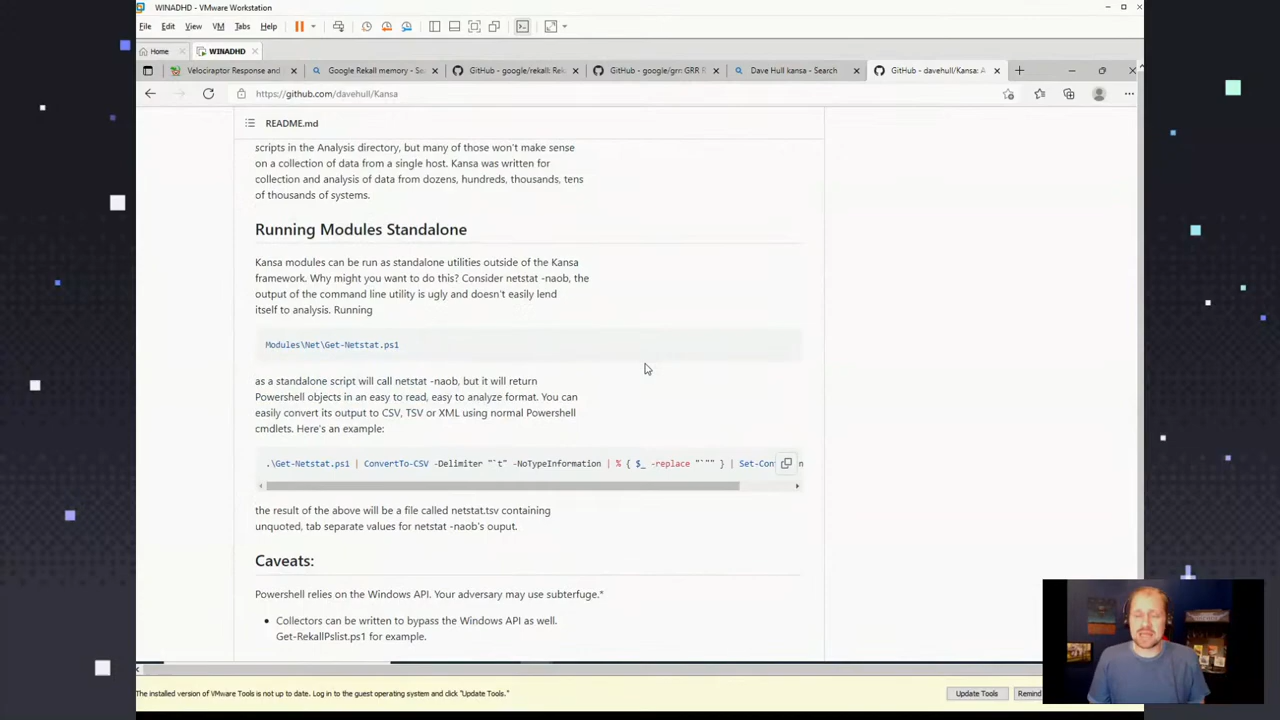 WINADHD - VMware Workstation
File Edit View VM Tabs Help
Home WINADHD
Velociraptor Response and Google Rekall memory - Se GitHub - google/rekall: Rek GitHub - google/grr: GRR R Dave Hull kansa - Search GitHub - davehull/Kansa: A
https://github.com/davehull/Kansa
README.md
scripts in the Analysis directory, but many of those won't make sense
on a collection of data from a single host. Kansa was written for
collection and analysis of data from dozens, hundreds, thousands, tens
of thousands of systems.
Running Modules Standalone
Kansa modules can be run as standalone utilities outside of the Kansa
framework. Why might you want to do this? Consider netstat -naob, the
output of the command line utility is ugly and doesn't easily lend
itself to analysis. Running
Modules\Net\Get-Netstat.ps1
as a standalone script will call netstat -naob, but it will return
Powershell objects in an easy to read, easy to analyze format. You can
easily convert its output to CSV, TSV or XML using normal Powershell
cmdlets. Here's an example:
.\Get-Netstat.ps1 | ConvertTo-CSV -Delimiter "`t" -NoTypeInformation | % { $_ -replace "`"" } | Set-Con n
the result of the above will be a file called netstat.tsv containing
unquoted, tab separate values for netstat -naob's ouput.
Caveats:
Powershell relies on the Windows API. Your adversary may use subterfuge.*
• Collectors can be written to bypass the Windows API as well.
Get-RekallPslist.ps1 for example.
The installed version of VMware Tools is not up to date. Log in to the guest operating system and click "Update Tools." Update Tools Remind